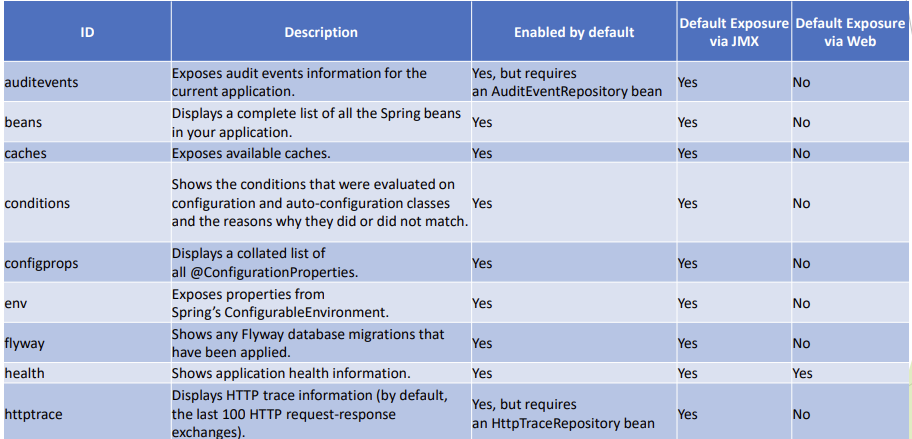 ID Description Enabled by default Default Exposure via JMX Default Exposure via Web
auditevents Exposes audit events information for the current application. Yes, but requires an AuditEventRepository bean Yes No
beans Displays a complete list of all the Spring beans in your application. Yes Yes No
caches Exposes available caches. Yes Yes No
conditions Shows the conditions that were evaluated on configuration and auto-configuration classes and the reasons why they did or did not match. Yes Yes No
configprops Displays a collated list of all @ConfigurationProperties. Yes Yes No
env Exposes properties from Spring’s ConfigurableEnvironment. Yes Yes No
flyway Shows any Flyway database migrations that have been applied. Yes Yes No
health Shows application health information. Yes Yes Yes
httptrace Displays HTTP trace information (by default, the last 100 HTTP request-response exchanges). Yes, but requires an HttpTraceRepository bean Yes No